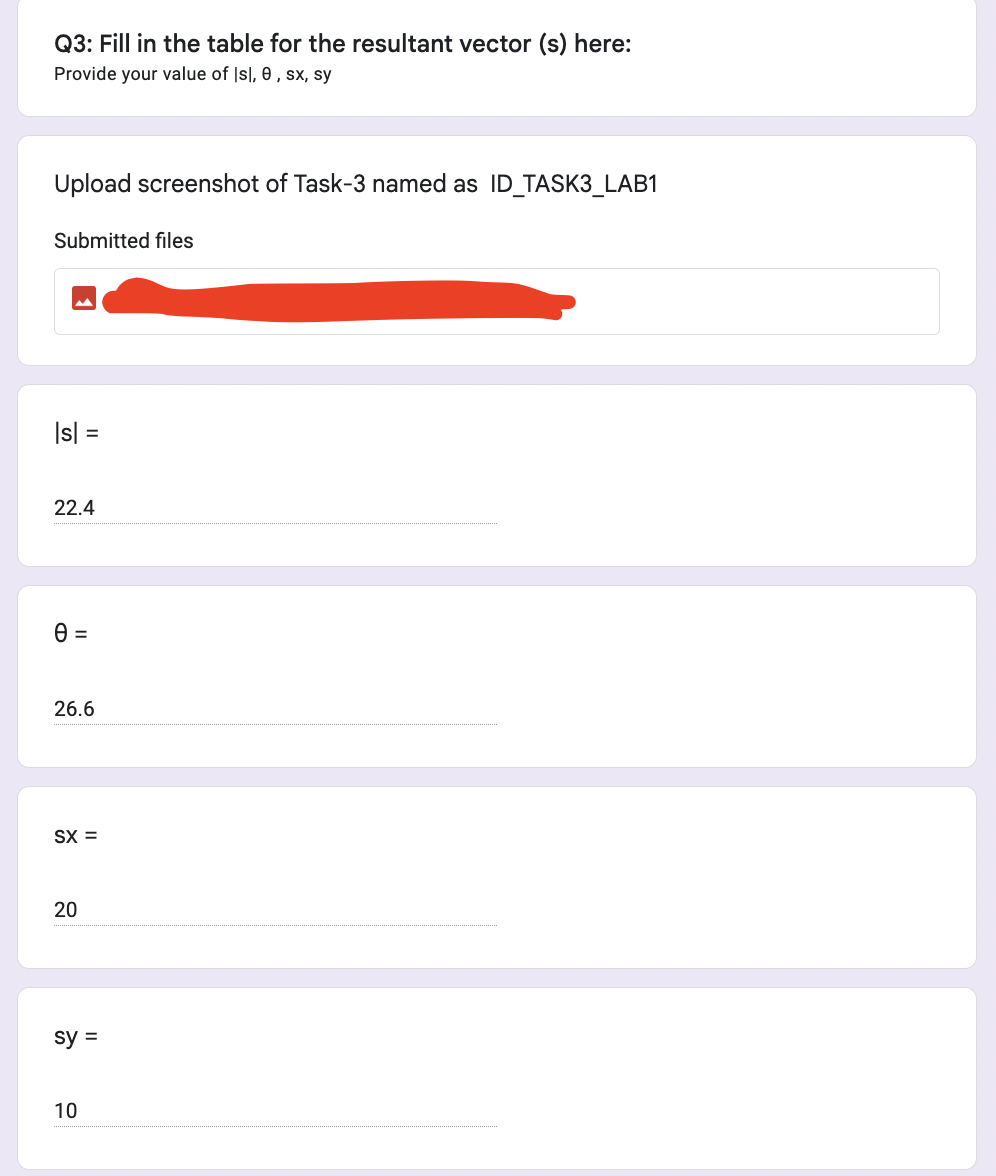 Q3: Fill in the table for the resultant vector (s) here:
Provide your value of |s|, θ , sx, sy
Upload screenshot of Task-3 named as ID_TASK3_LAB1
Submitted files
|s| =
22.4
θ =
26.6
sx =
20
sy =
10